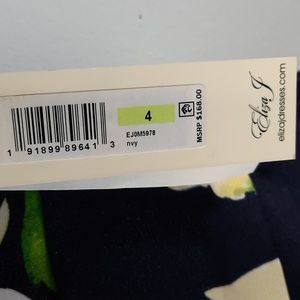 4
EJ0M5978
nvy
1 91899 89641 3
MSRP $168.00
Eliza J
elizajdresses.com